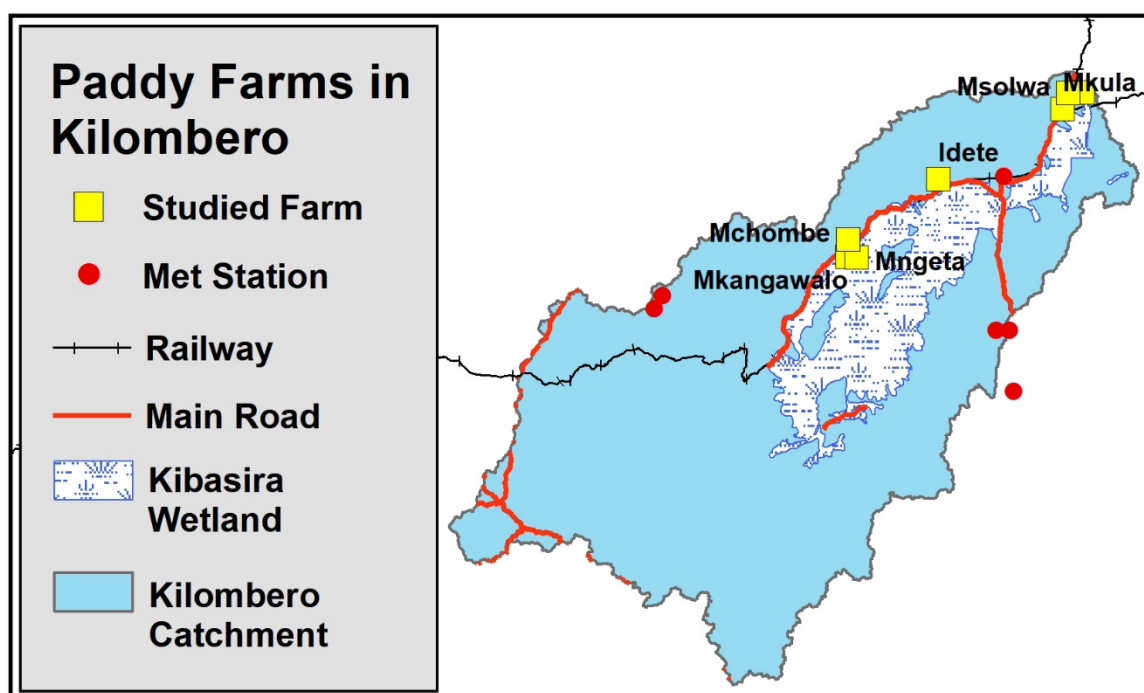 Paddy Farms in
Kilombero
Studied Farm
Met Station
Railway
Main Road
Kibasira
Wetland
Kilombero
Catchment
Msolwa
Mkula
Idete
Mchombe
Mngeta
Mkangawalo